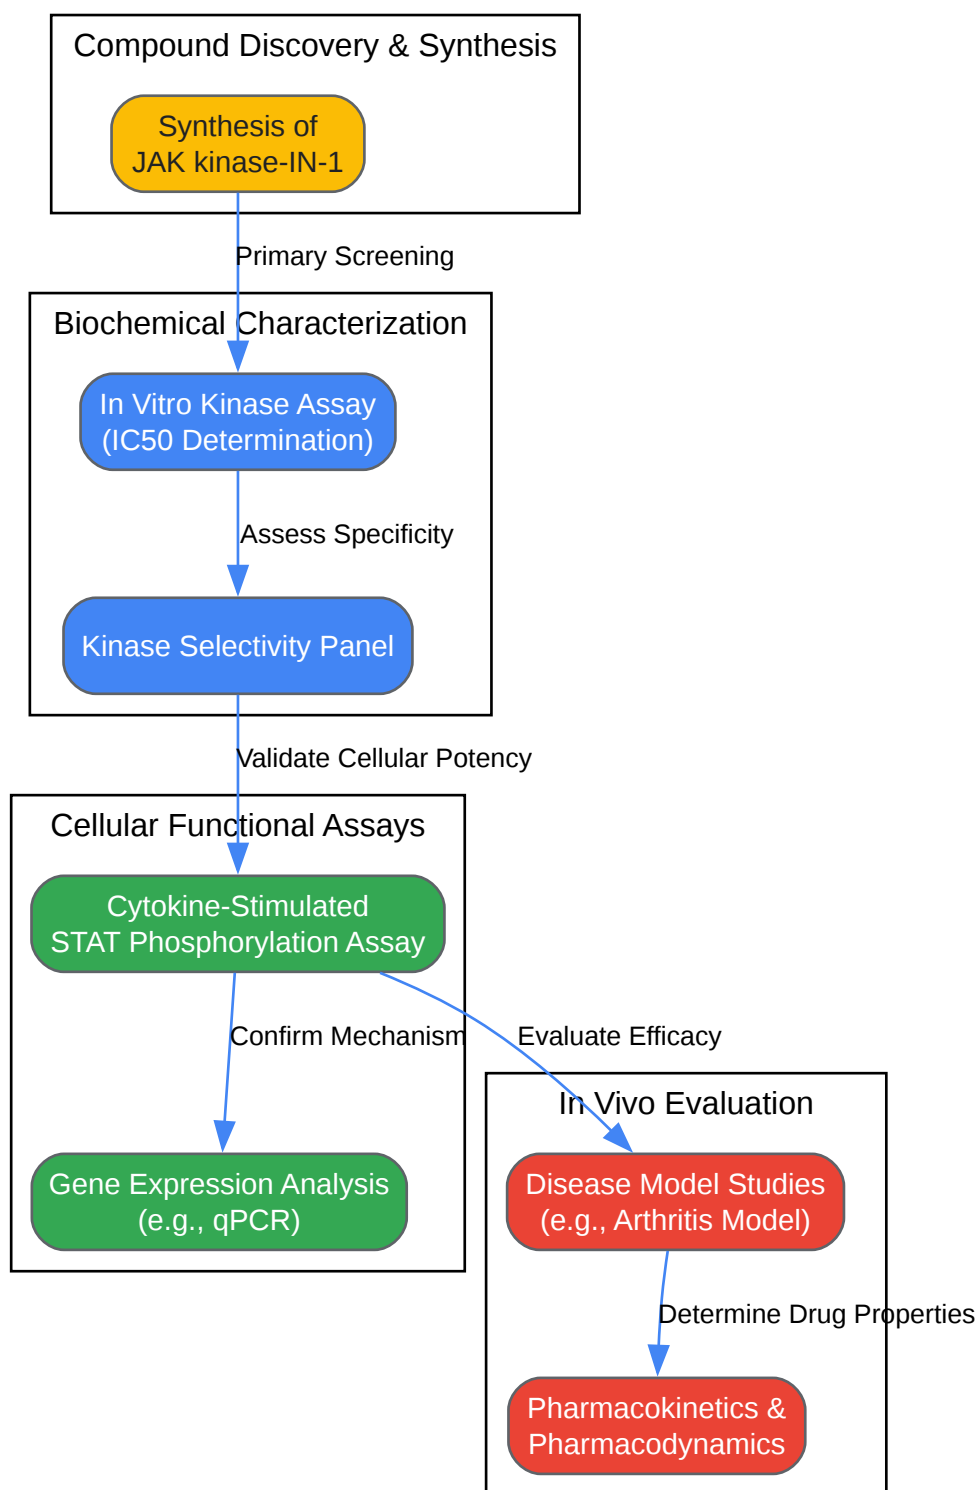 Compound Discovery & Synthesis
Synthesis of
JAK kinase-IN-1
Primary Screening
Biochemical Characterization
In Vitro Kinase Assay
(IC50 Determination)
Assess Specificity
Kinase Selectivity Panel
Validate Cellular Potency
Cellular Functional Assays
Cytokine-Stimulated
STAT Phosphorylation Assay
Confirm Mechanism
Evaluate Efficacy
In Vivo Evaluation
Gene Expression Analysis
(e.g., qPCR)
Disease Model Studies
(e.g., Arthritis Model)
Determine Drug Properties
Pharmacokinetics &
Pharmacodynamics